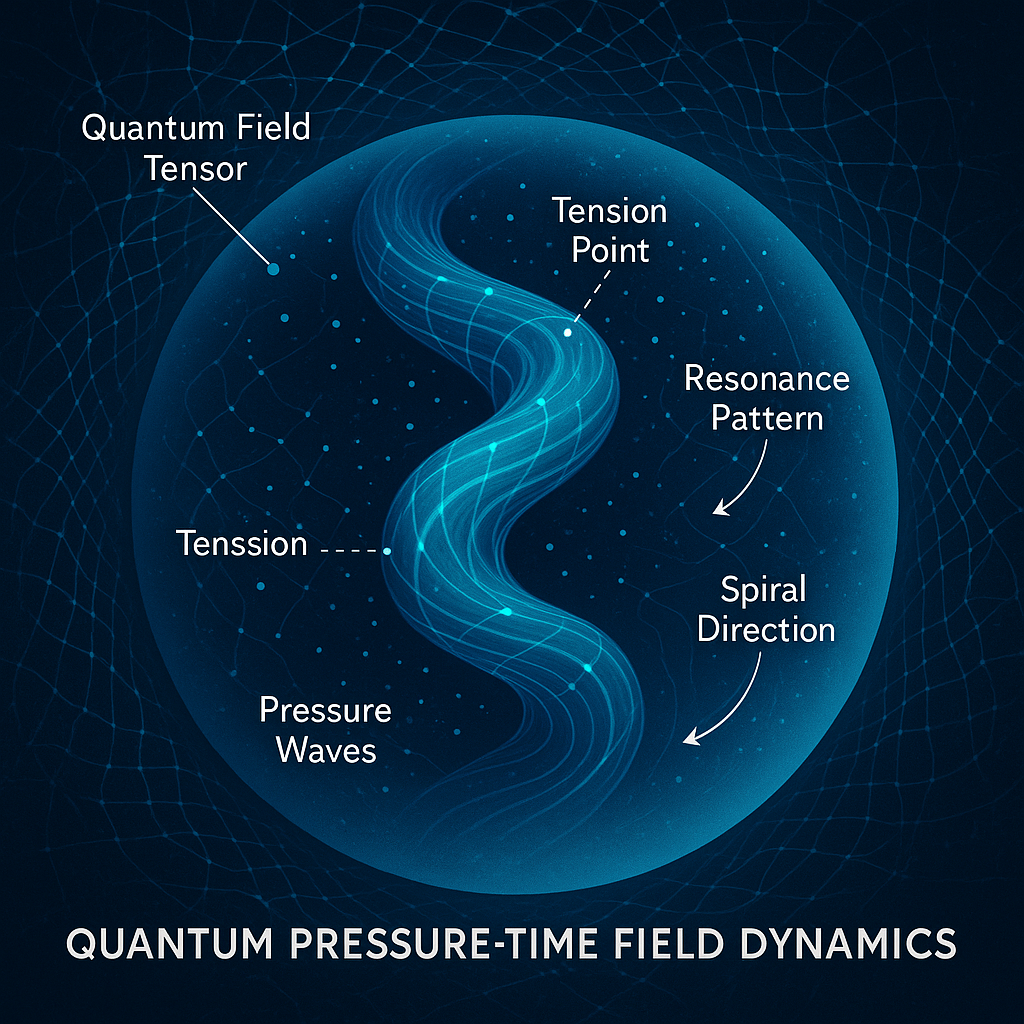 Quantum Field
Tensor
Tension
Point
Resonance
Pattern
Tenssion
Spiral
Direction
Pressure
Waves
QUANTUM PRESSURE-TIME FIELD DYNAMICS